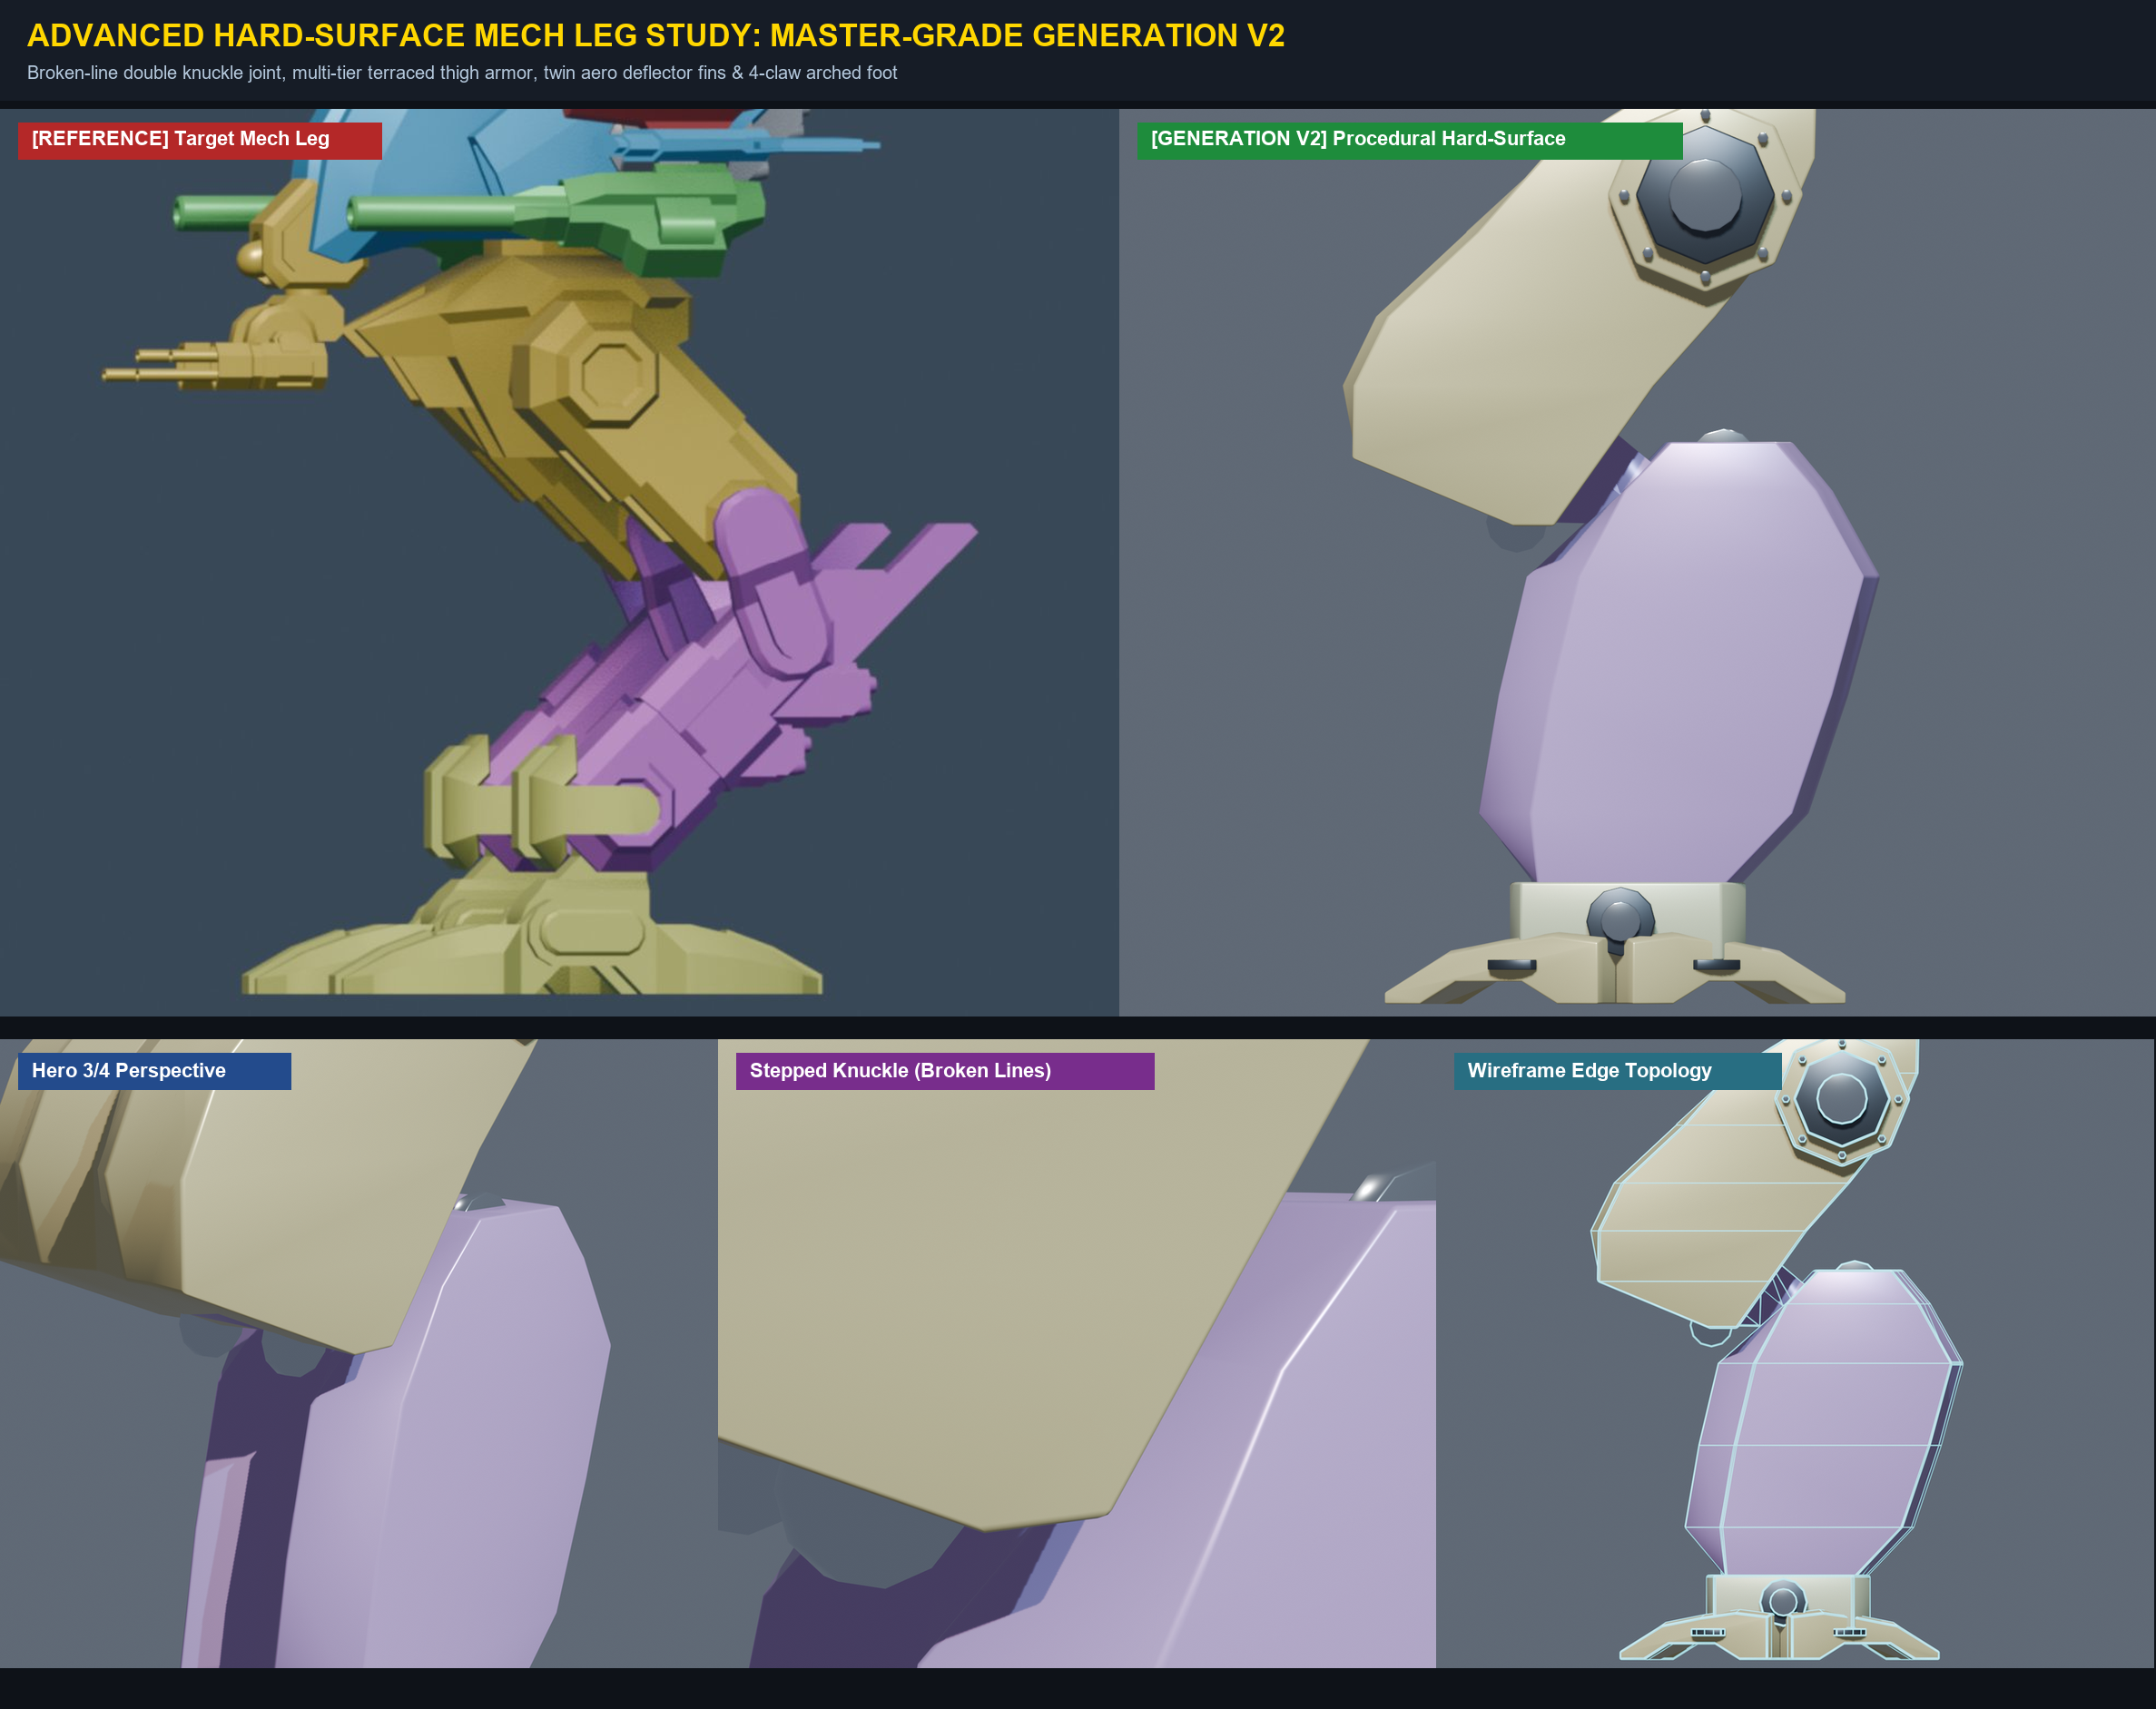 ADVANCED HARD-SURFACE MECH LEG STUDY: MASTER-GRADE GENERATION V2
Broken-line double knuckle joint, multi-tier terraced thigh armor, twin aero deflector fins & 4-claw arched foot
[REFERENCE] Target Mech Leg
[GENERATION V2] Procedural Hard-Surface
Hero 3/4 Perspective
Stepped Knuckle (Broken Lines)
Wireframe Edge Topology